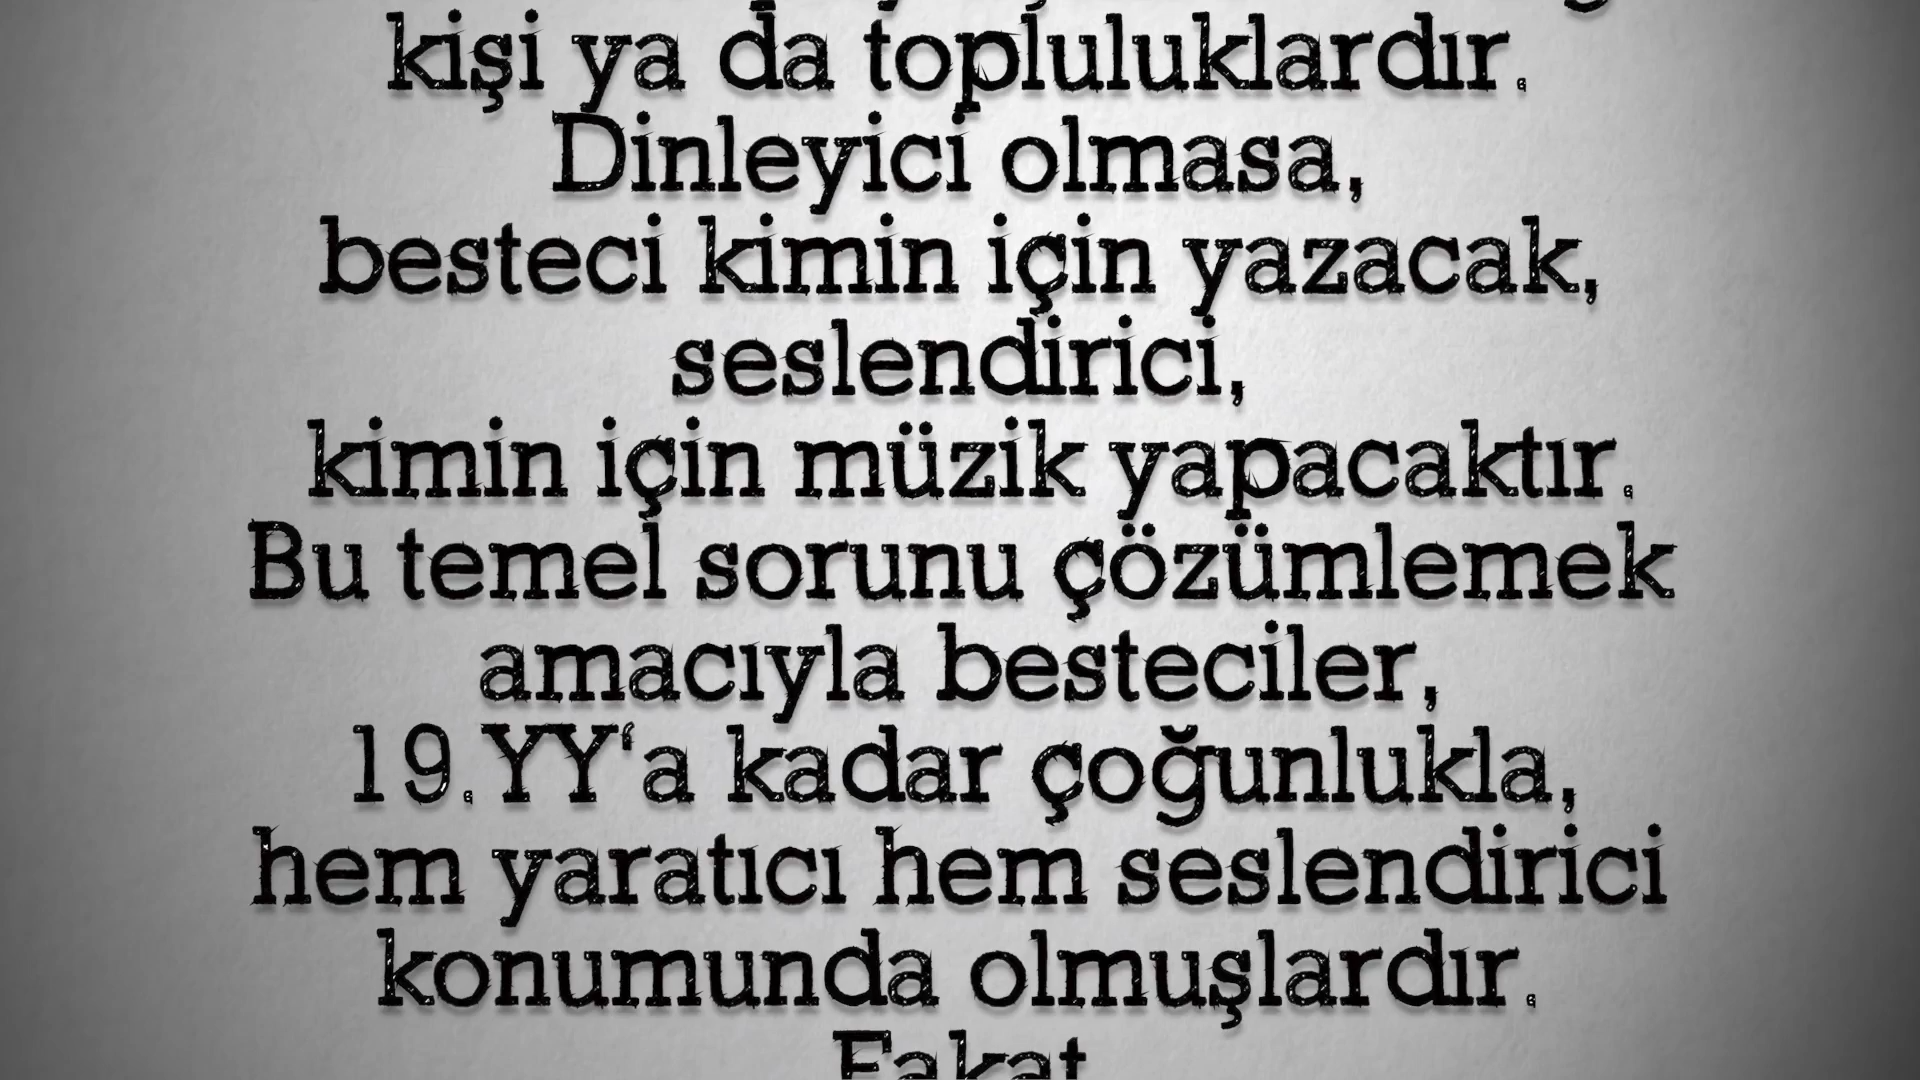 kişi ya da topluluklardır.
Dinleyici olmasa,
besteci kimin için yazacak,
seslendirici,
kimin için müzik yapacaktır.
Bu temel sorunu çözümlemek
amacıyla besteciler,
19.YY‘a kadar çoğunlukla,
hem yaratıcı hem seslendirici
konumunda olmuşlardır.
Fakat